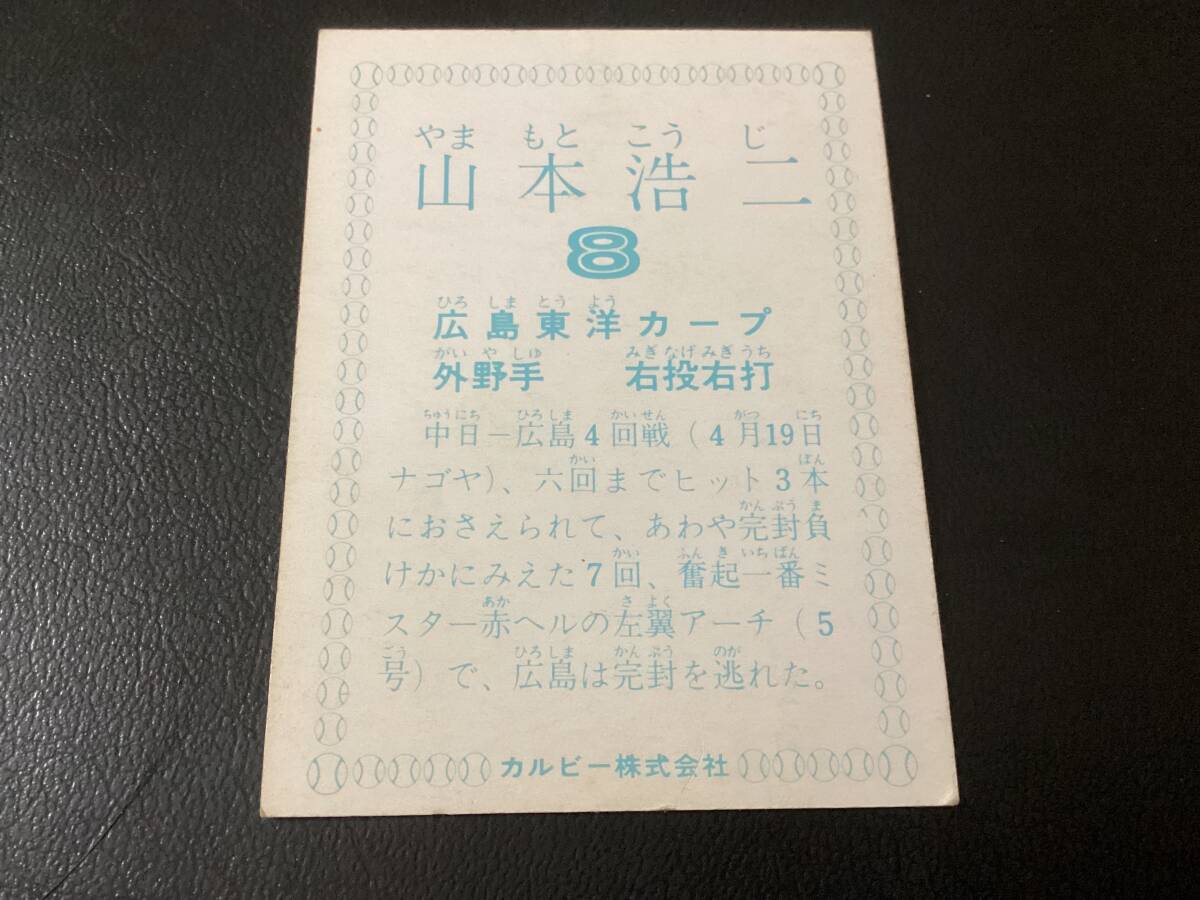 やま もと こう じ
山本浩二
8
ひろ しま とう よう
広島東洋カープ
がい や しゅ みぎ なげ みぎ うち
外野手 右投右打
ちゅう にち ひろ しま かい せん がつ にち
中日－広島4回戦（4月19日
かい ぽん
ナゴヤ）、六回までヒット3本
かん ぷう ま
におさえられて、あわや完封負
かい ふん き いち ばん
けかにみえた7回、奮起一番ミ
あか さ よく
スター赤ヘルの左翼アーチ（5
ごう ひろ しま かん ぷう のが
号）で、広島は完封を逃れた。
カルビー株式会社